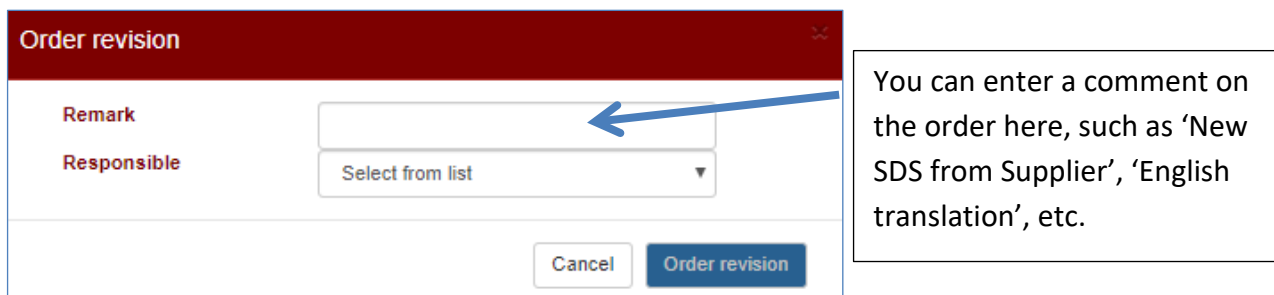 Order revision
Remark
Responsible
Select from list
Cancel
Order revision
You can enter a comment on
the order here, such as ‘New
SDS from Supplier’, ‘English
translation’, etc.